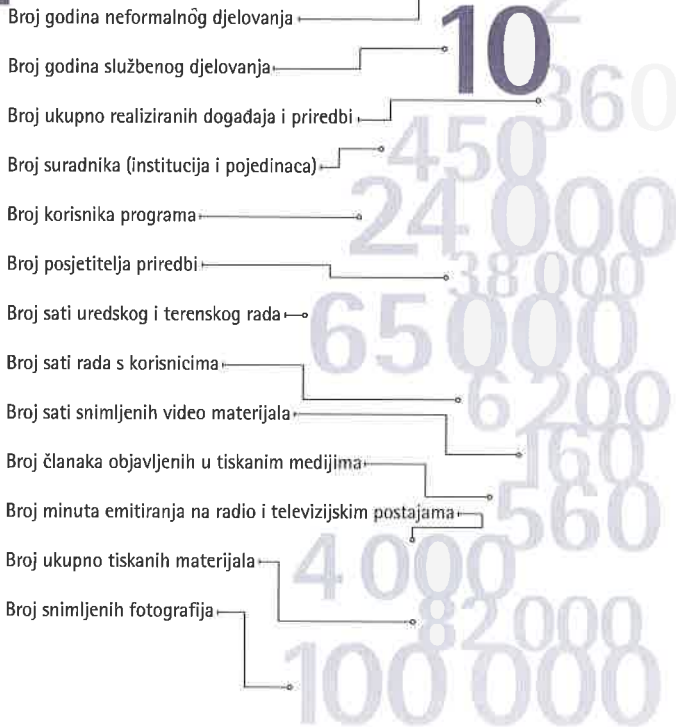 Broj godina neformalnog djelovanja
2
Broj godina službenog djelovanja
10
Broj ukupno realiziranih događaja i priredbi
360
Broj suradnika (institucija i pojedinaca)
450
Broj korisnika programa
24 000
Broj posjetitelja priredbi
38 000
Broj sati uredskog i terenskog rada
65 000
Broj sati rada s korisnicima
6 200
Broj sati snimljenih video materijala
160
Broj članaka objavljenih u tiskanim medijima
560
Broj minuta emitiranja na radio i televizijskim postajama
4 000
Broj ukupno tiskanih materijala
82 000
Broj snimljenih fotografija
100 000